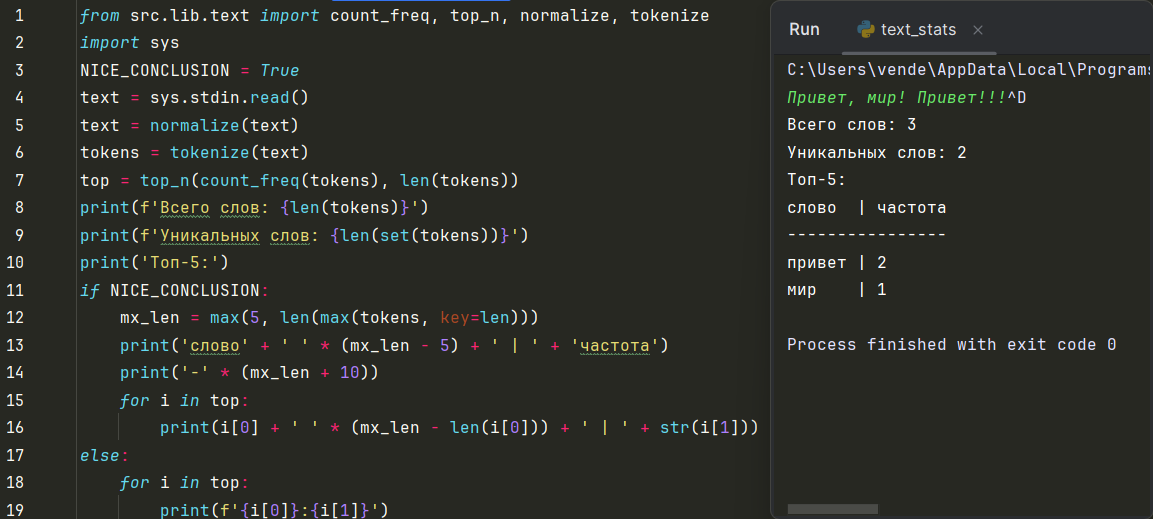 1 from src.lib.text import count_freq, top_n, normalize, tokenize
2 import sys
3 NICE_CONCLUSION = True
4 text = sys.stdin.read()
5 text = normalize(text)
6 tokens = tokenize(text)
7 top = top_n(count_freq(tokens), len(tokens))
8 print(f'Всего слов: {len(tokens)}')
9 print(f'Уникальных слов: {len(set(tokens))}')
10 print('Топ-5:')
11 if NICE_CONCLUSION:
12     mx_len = max(5, len(max(tokens, key=len)))
13     print('слово' + ' ' * (mx_len - 5) + ' | ' + 'частота')
14     print('-' * (mx_len + 10))
15     for i in top:
16         print(i[0] + ' ' * (mx_len - len(i[0])) + ' | ' + str(i[1]))
17 else:
18     for i in top:
19         print(f'{i[0]}:{i[1]}')
Run text_stats ×
C:\Users\vende\AppData\Local\Programs
Привет, мир! Привет!!!^D
Всего слов: 3
Уникальных слов: 2
Топ-5:
слово  | частота
----------------
привет | 2
мир    | 1
Process finished with exit code 0